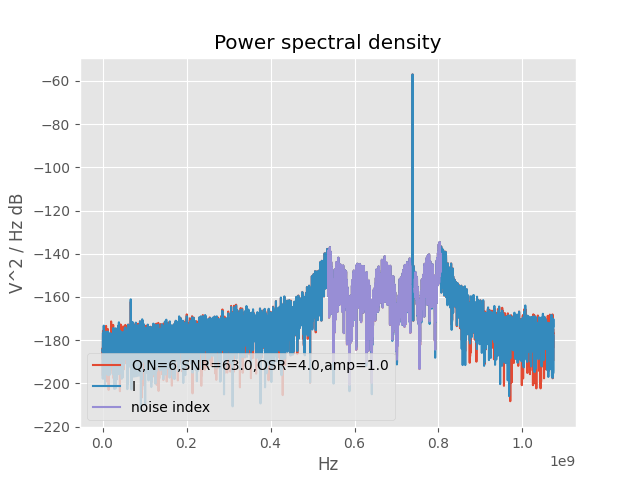 Power spectral density
V^2 / Hz dB
−60
−80
−100
−120
−140
−160
−180
−200
−220
Q,N=6,SNR=63.0,OSR=4.0,amp=1.0
I
noise index
0.0 0.2 0.4 0.6 0.8 1.0
1e9
Hz